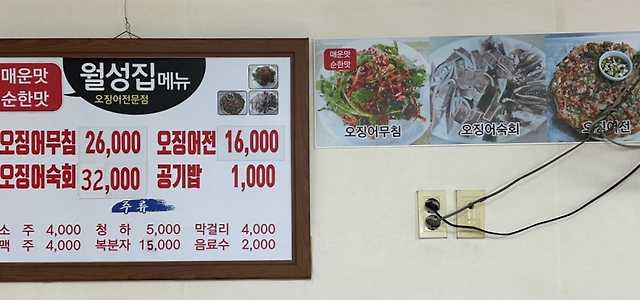 매운맛
순한맛
월성집메뉴
오징어전문점
오징어무침 26,000 오징어전 16,000
오징어숙회 32,000 공기밥 1,000
주류
소 주 4,000 청 하 5,000 막걸리 4,000
맥 주 4,000 복분자 15,000 음료수 2,000
매운맛
순한맛
오징어무침
오징어숙회
오징어전